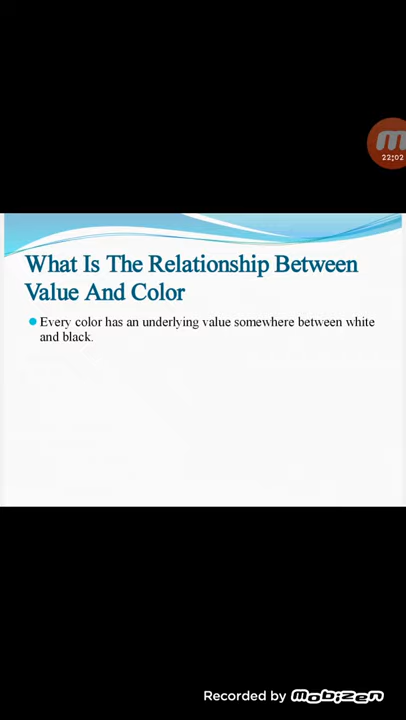 22:02
What Is The Relationship Between
Value And Color
Every color has an underlying value somewhere between white
and black.
Recorded by Mobizen